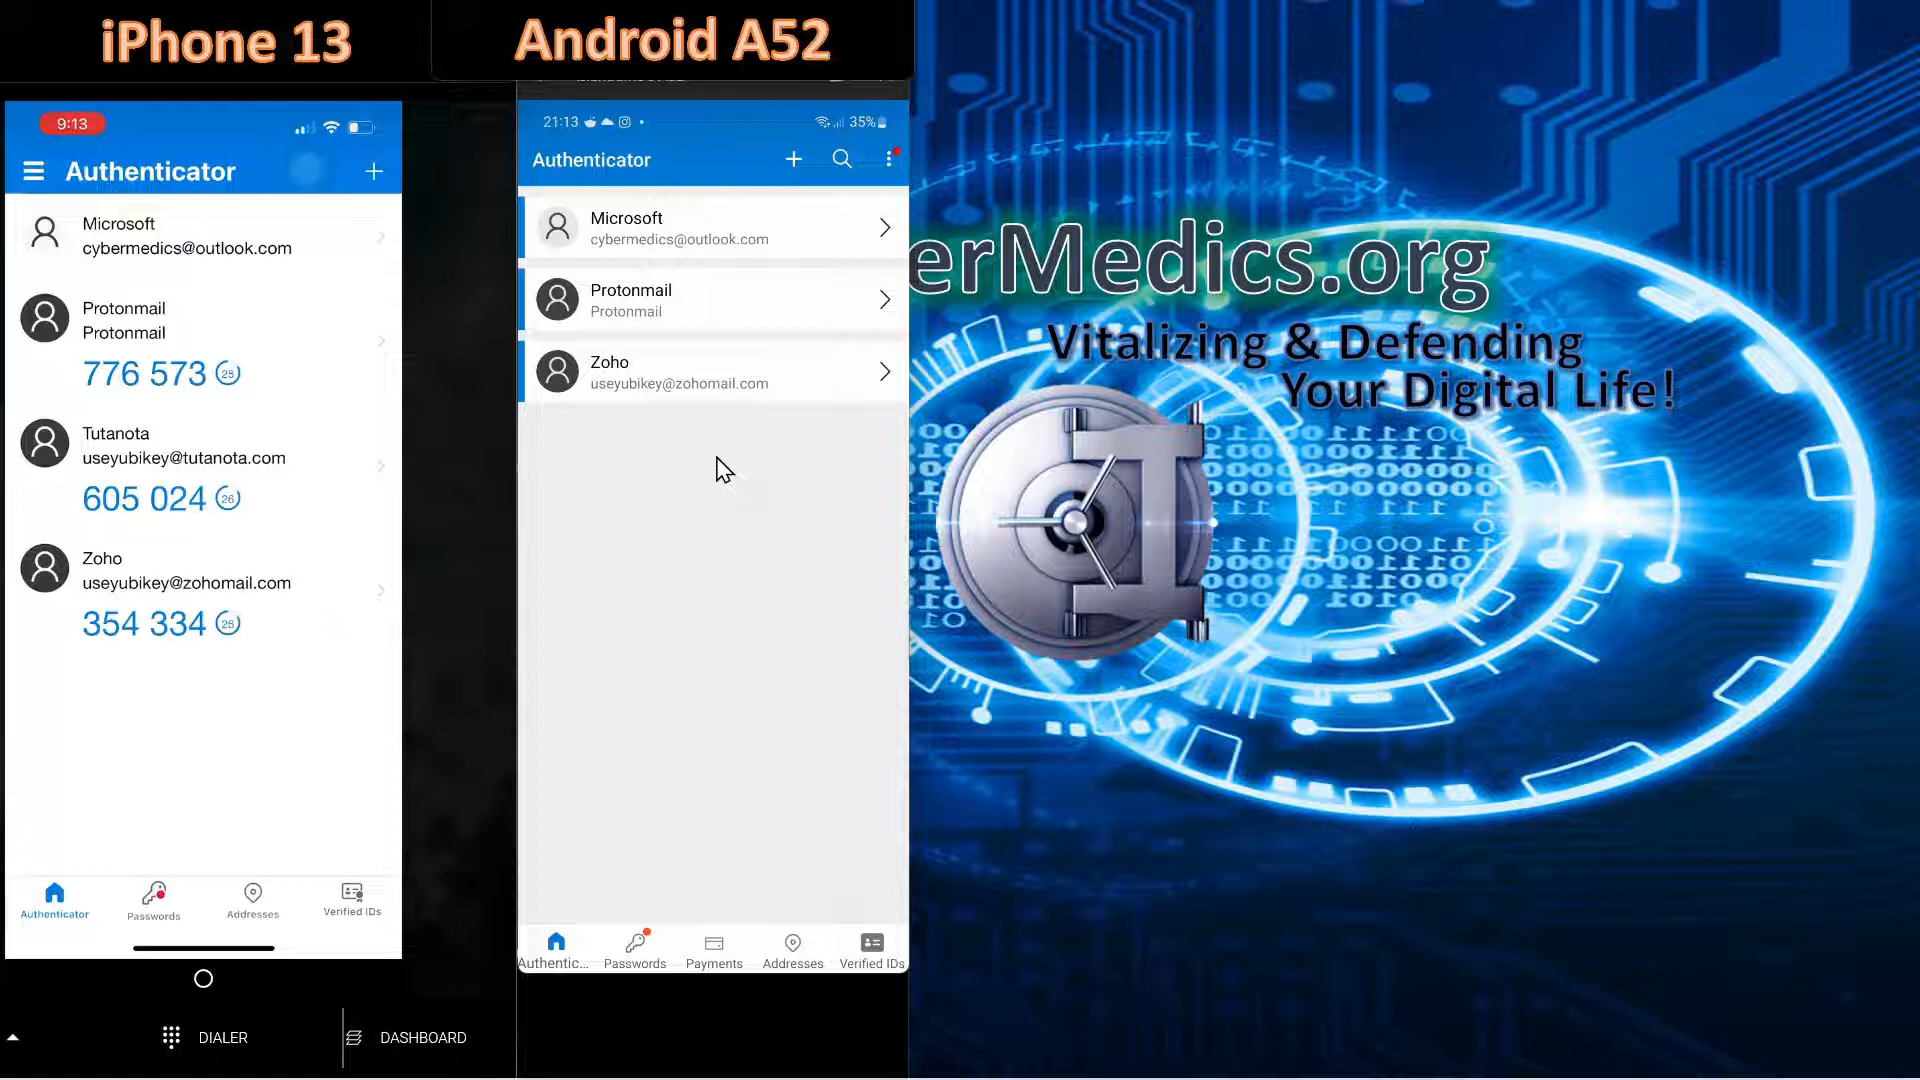 iPhone 13
Android A52
9:13
Authenticator
Microsoft
cybermedics@outlook.com
Protonmail
Protonmail
776 573
Tutanota
useyubikey@tutanota.com
605 024 26
Zoho
useyubikey@zohomail.com
354 334
Authenticator
Passwords
Addresses
Verified IDs
DIALER
DASHBOARD
21:13
35%
Authenticator
Microsoft
cybermedics@outlook.com
Protonmail
Protonmail
Zoho
useyubikey@zohomail.com
Authentic...
Passwords
Payments
Addresses
Verified IDs
erMedics.org
Vitalizing & Defending
Your Digital Life!